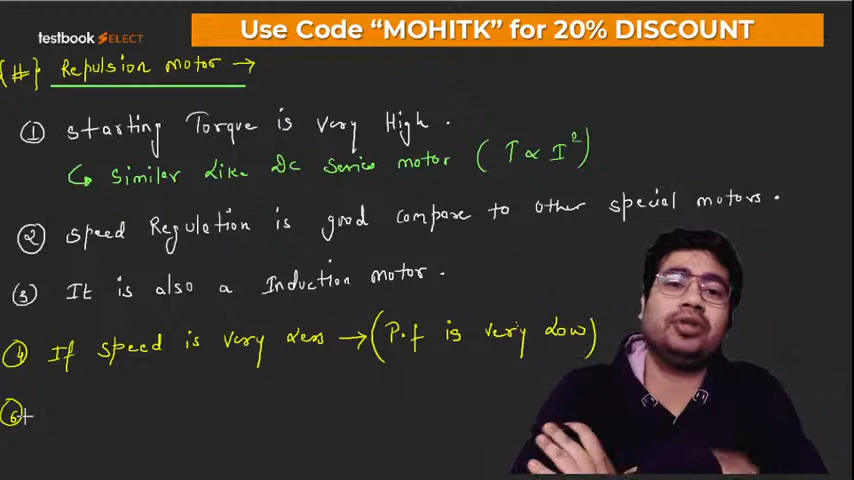 testbook SELECT
Use Code “MOHITK” for 20% DISCOUNT
{#} Repulsion motor →
① Starting Torque is very High.
↳ Similar Like DC Series motor (T ∝ I²)
② Speed Regulation is good compare to other special motors.
③ It is also a Induction motor.
④ If speed is very Less → (P.f is very Low)
⑥